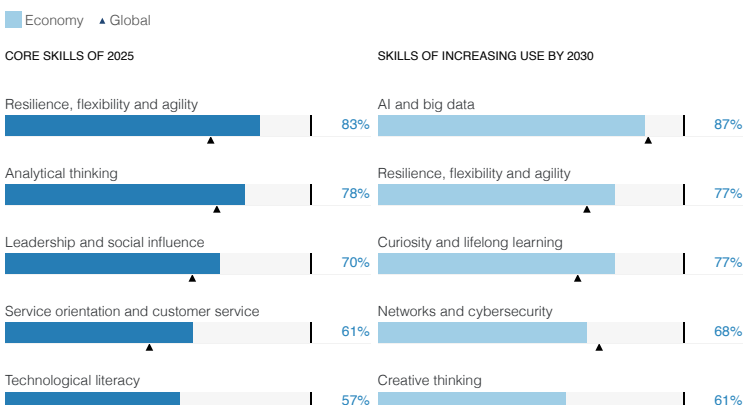 Economy
Global
CORE SKILLS OF 2025
Resilience, flexibility and agility
83%
Analytical thinking
78%
Leadership and social influence
70%
Service orientation and customer service
61%
Technological literacy
57%
SKILLS OF INCREASING USE BY 2030
AI and big data
87%
Resilience, flexibility and agility
77%
Curiosity and lifelong learning
77%
Networks and cybersecurity
68%
Creative thinking
61%